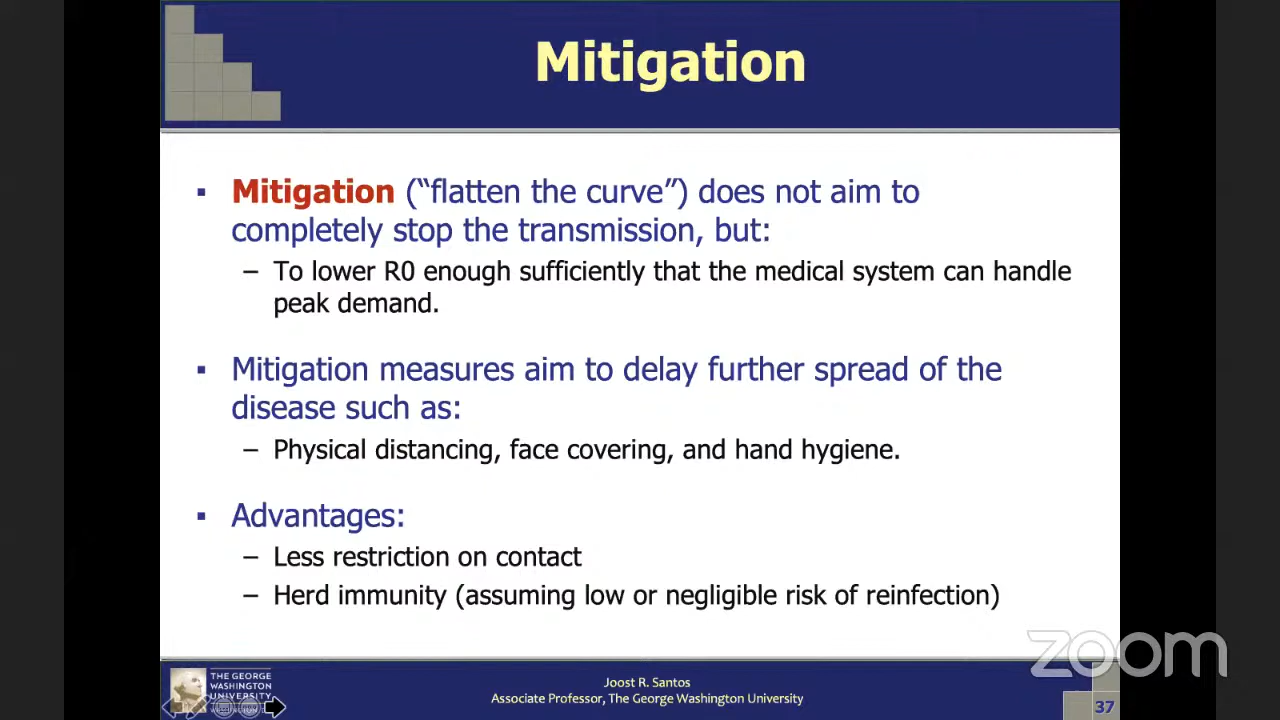 Mitigation
▪ Mitigation (“flatten the curve”) does not aim to
completely stop the transmission, but:
– To lower R0 enough sufficiently that the medical system can handle
peak demand.
▪ Mitigation measures aim to delay further spread of the
disease such as:
– Physical distancing, face covering, and hand hygiene.
▪ Advantages:
– Less restriction on contact
– Herd immunity (assuming low or negligible risk of reinfection)
zoom
THE GEORGE
WASHINGTON
UNIVERSITY
Joost R. Santos
Associate Professor, The George Washington University
37